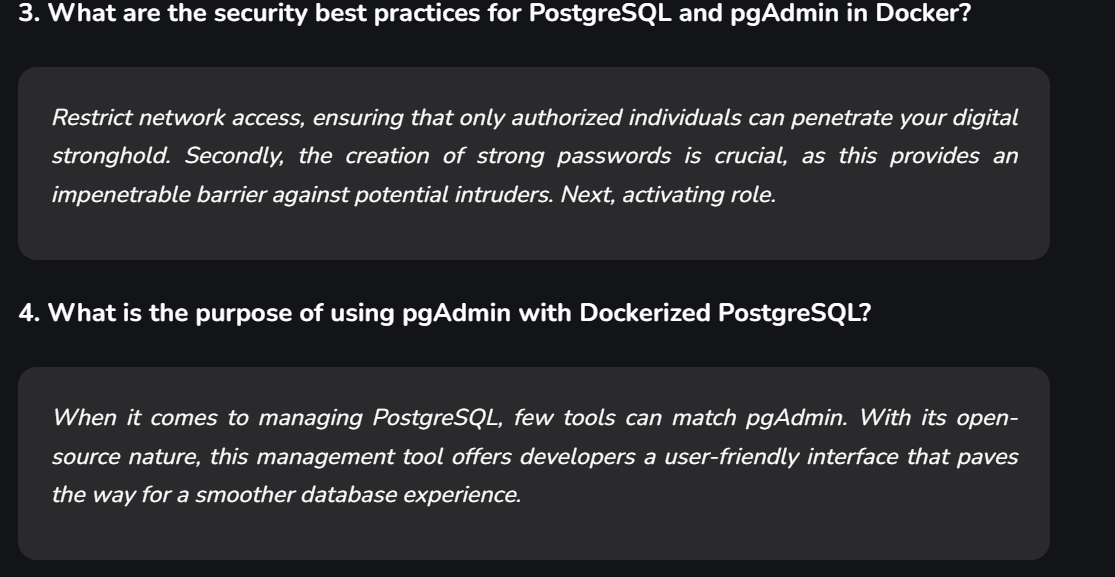 3. What are the security best practices for PostgreSQL and pgAdmin in Docker?
Restrict network access, ensuring that only authorized individuals can penetrate your digital
stronghold. Secondly, the creation of strong passwords is crucial, as this provides an
impenetrable barrier against potential intruders. Next, activating role.
4. What is the purpose of using pgAdmin with Dockerized PostgreSQL?
When it comes to managing PostgreSQL, few tools can match pgAdmin. With its open-
source nature, this management tool offers developers a user-friendly interface that paves
the way for a smoother database experience.